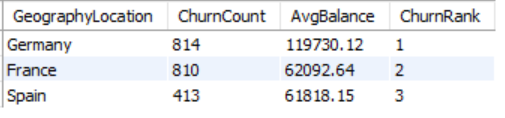 GeographyLocation ChurnCount AvgBalance ChurnRank
Germany 814 119730.12 1
France 810 62092.64 2
Spain 413 61818.15 3